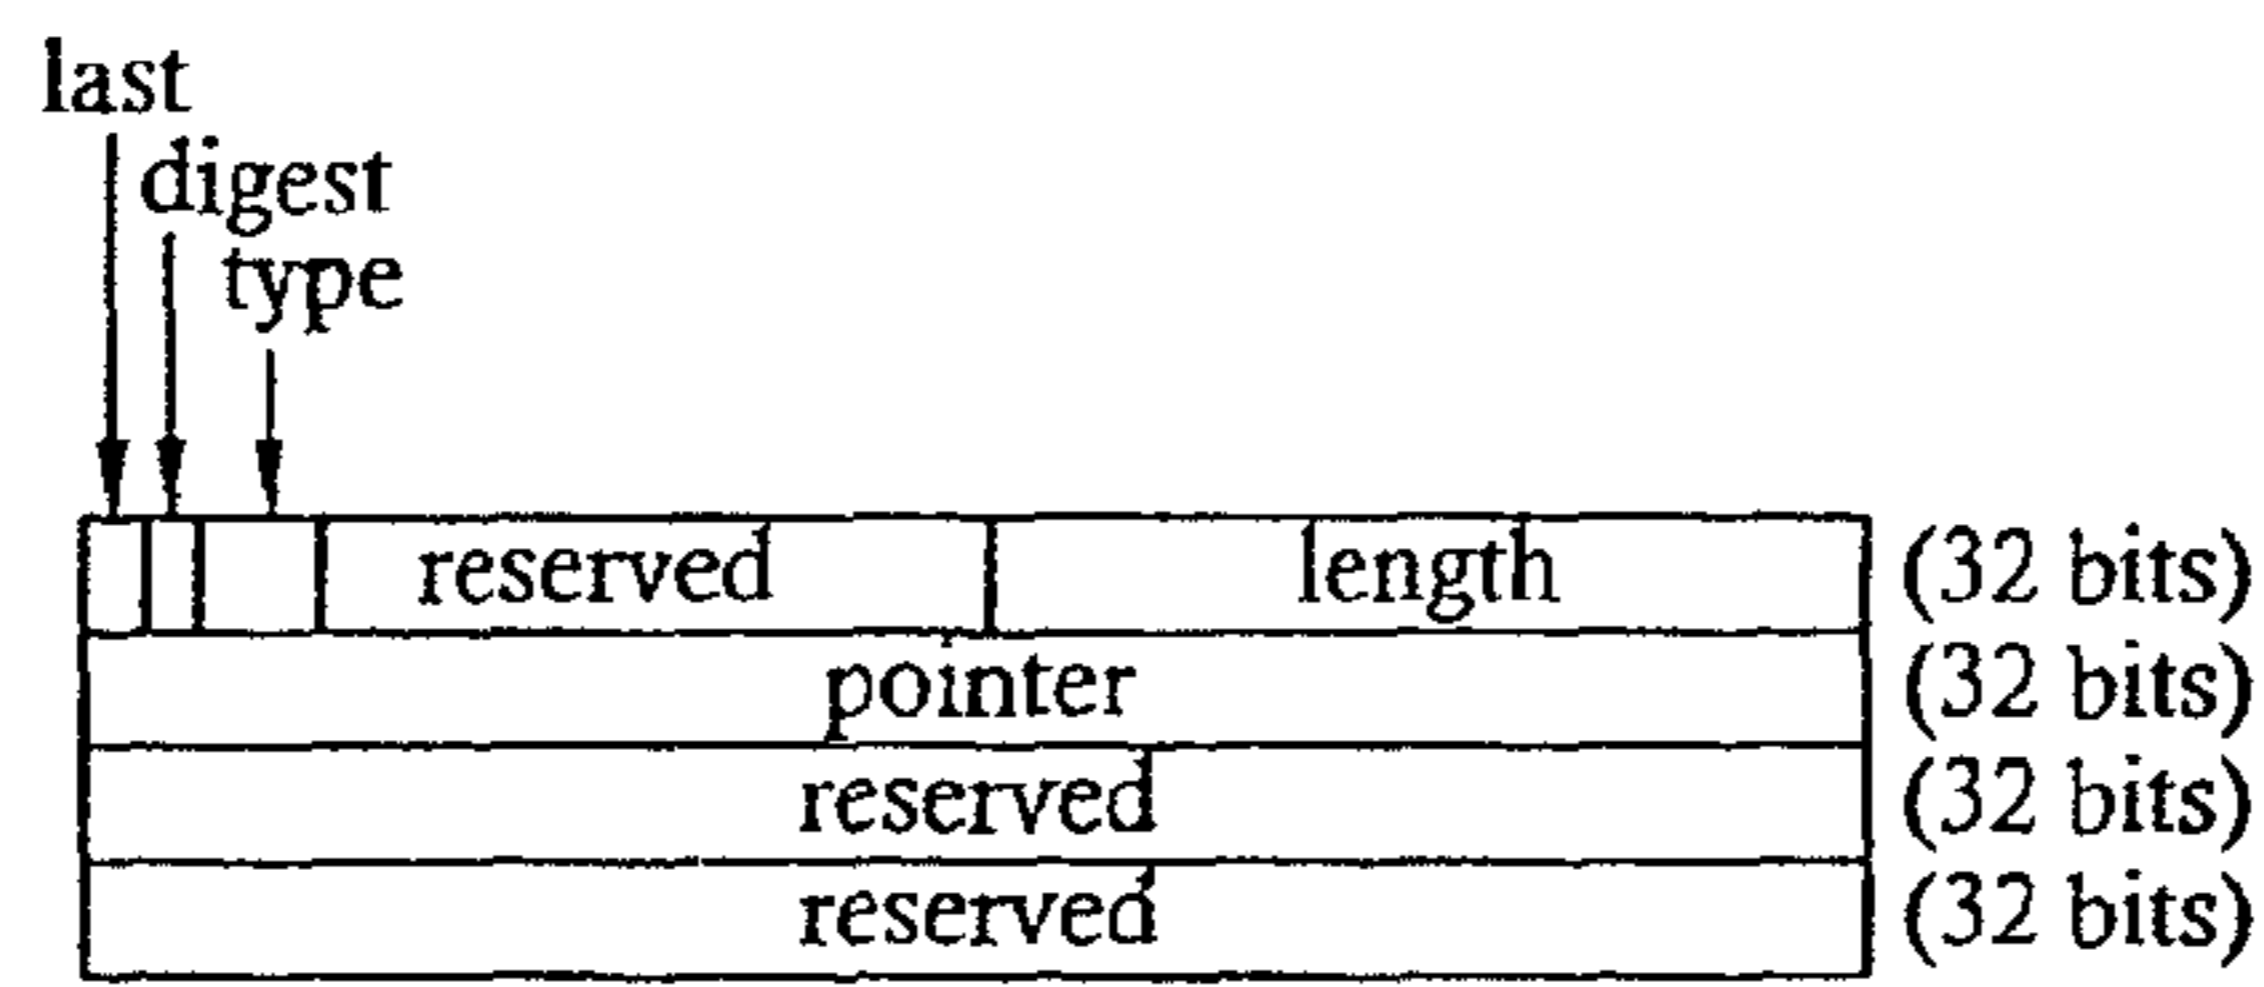 last
digest
type
reserved length (32 bits)
pointer (32 bits)
reserved (32 bits)
reserved (32 bits)